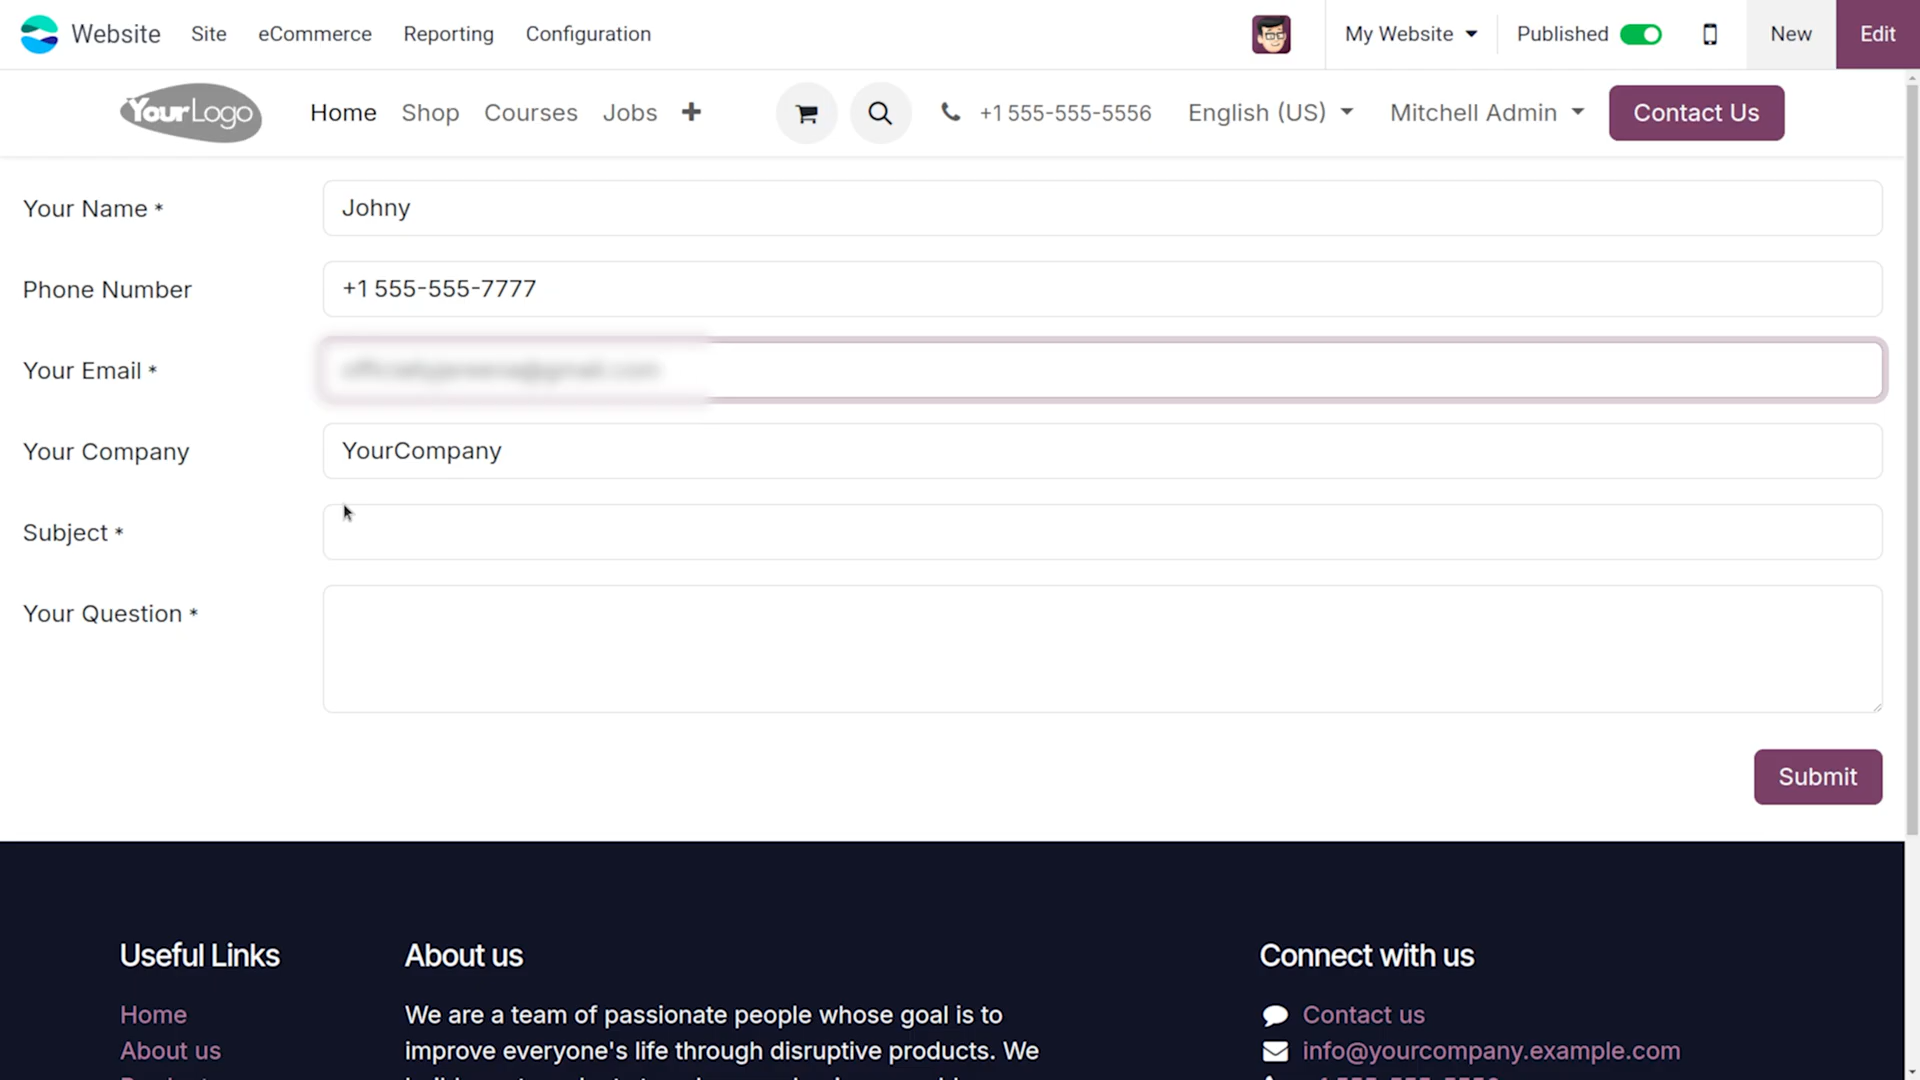 Website Site eCommerce Reporting Configuration My Website Published New Edit
YourLogo Home Shop Courses Jobs + +1 555-555-5556 English (US) Mitchell Admin Contact Us
Your Name * Johny
Phone Number +1 555-555-7777
Your Email *
Your Company YourCompany
Subject *
Your Question *
Submit
Useful Links About us Connect with us
Home We are a team of passionate people whose goal is to Contact us
About us improve everyone's life through disruptive products. We info@yourcompany.example.com